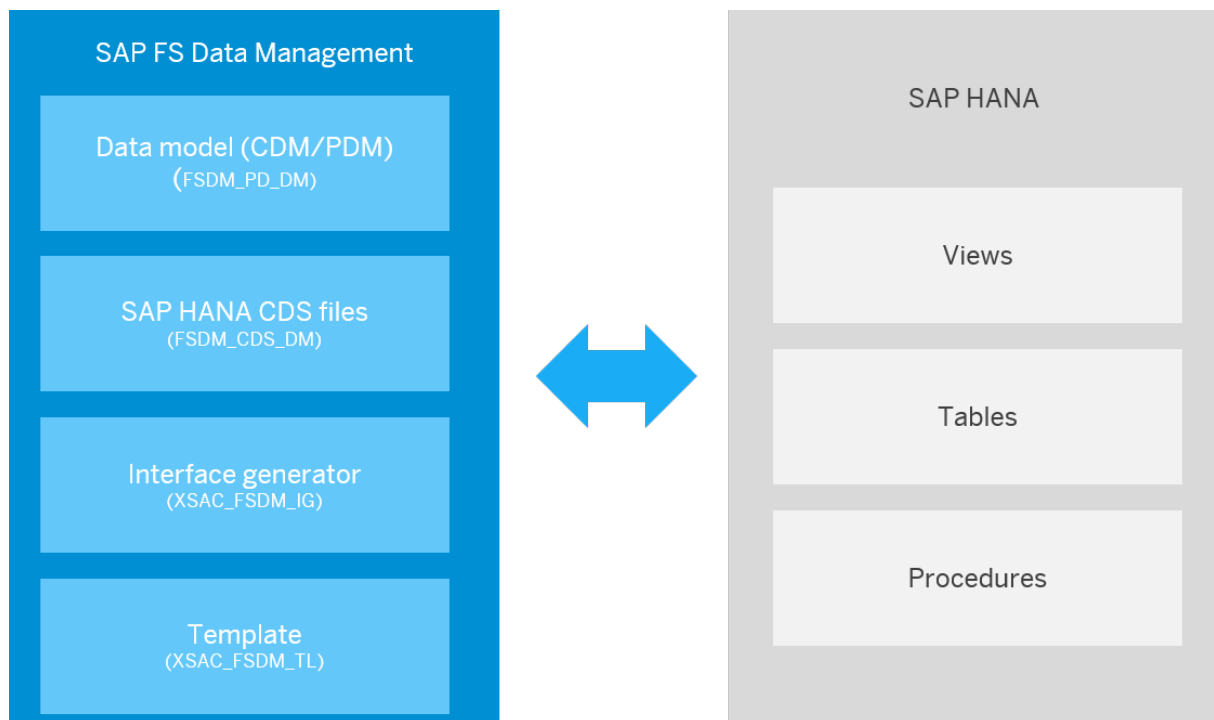 SAP FS Data Management
Data model (CDM/PDM)
(FSDM_PD_DM)
SAP HANA CDS files
(FSDM_CDS_DM)
Interface generator
(XSAC_FSDM_IG)
Template
(XSAC_FSDM_TL)
SAP HANA
Views
Tables
Procedures